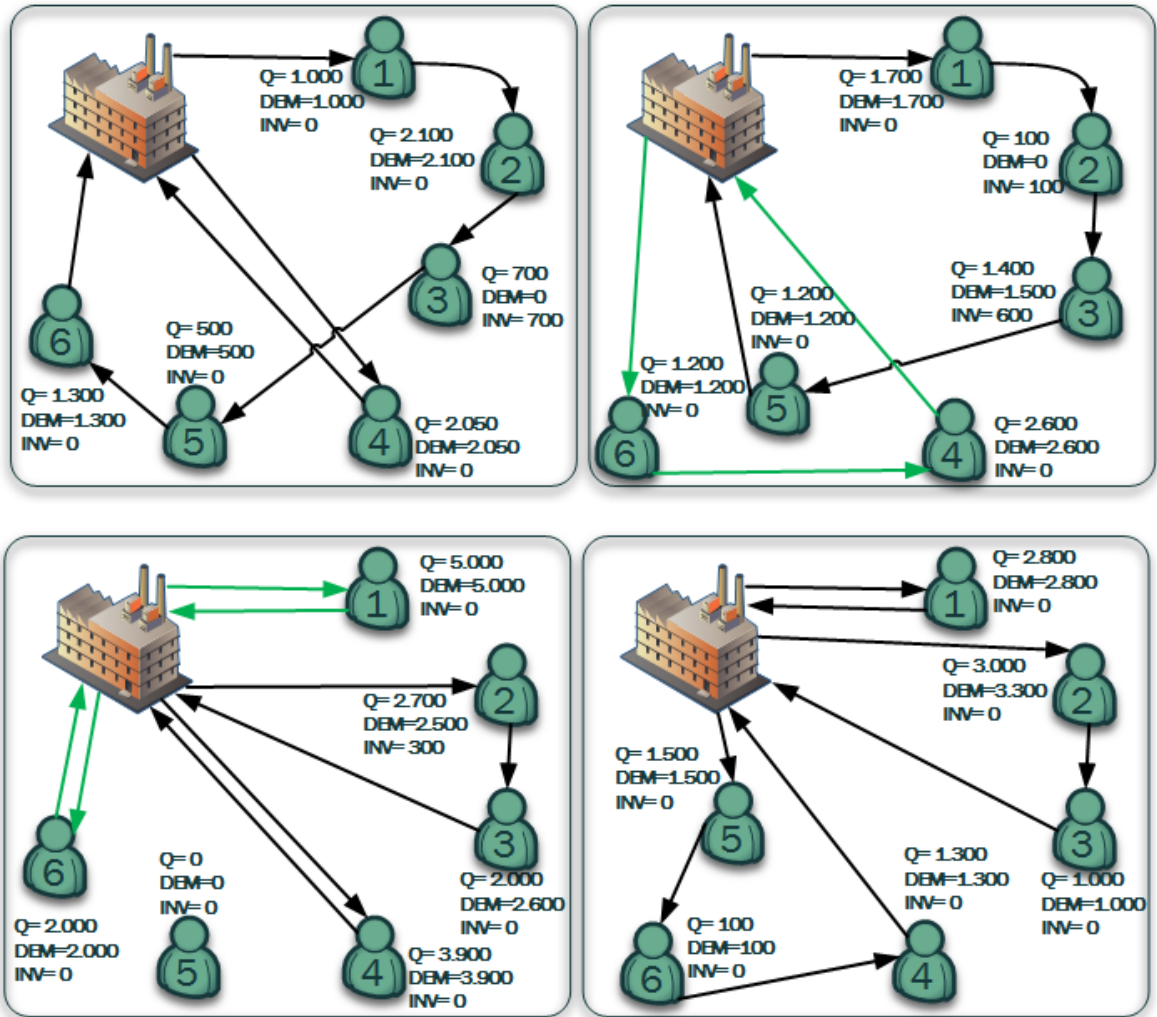 1
Q= 1.000
DEM=1.000
INV= 0
2
Q= 2.100
DEM=2.100
INV= 0
3
Q= 700
DEM=0
INV= 700
6
Q= 1.300
DEM=1.300
INV= 0
5
Q= 500
DEM=500
INV= 0
4
Q= 2.050
DEM=2.050
INV= 0
1
Q= 1.700
DEM=1.700
INV= 0
2
Q= 100
DEM=0
INV= 100
3
Q= 1.400
DEM=1.500
INV= 600
5
Q= 1.200
DEM=1.200
INV= 0
6
Q= 1.200
DEM=1.200
INV= 0
4
Q= 2.600
DEM=2.600
INV= 0
1
Q= 5.000
DEM=5.000
INV= 0
2
Q= 2.700
DEM=2.500
INV= 300
3
Q= 2.000
DEM=2.600
INV= 0
6
Q= 2.000
DEM=2.000
INV= 0
Q= 0
DEM=0
INV= 0
5
4
Q= 3.900
DEM=3.900
INV= 0
1
Q= 2.800
DEM=2.800
INV= 0
2
Q= 3.000
DEM=3.300
INV= 0
Q= 1.500
DEM=1.500
INV= 0
5
3
Q= 1.000
DEM=1.000
INV= 0
Q= 1.300
DEM=1.300
INV= 0
4
Q= 100
DEM=100
INV= 0
6